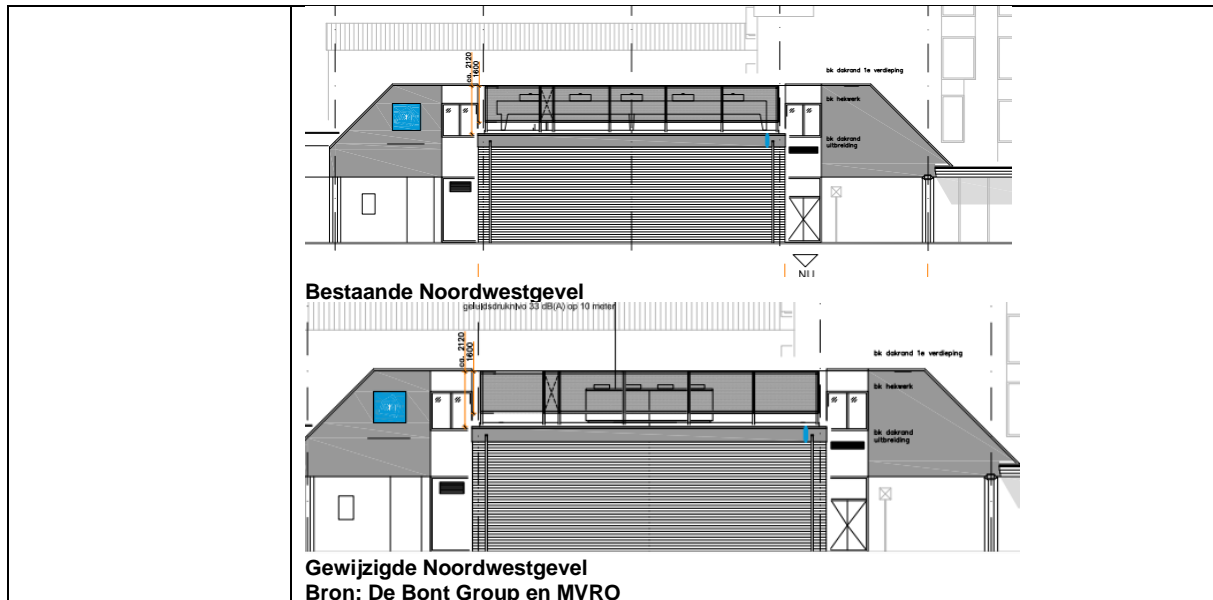 ca. 2120
1600
bk dakrand 1e verdieping
bk hekwerk
bk dakrand
uitbreiding
NU
Bestaande Noordwestgevel
geluidsdruknivo 33 dB(A) op 10 meter
ca. 2120
1600
bk dakrand 1e verdieping
bk hekwerk
bk dakrand
uitbreiding
Gewijzigde Noordwestgevel
Bron: De Bont Group en MVRO